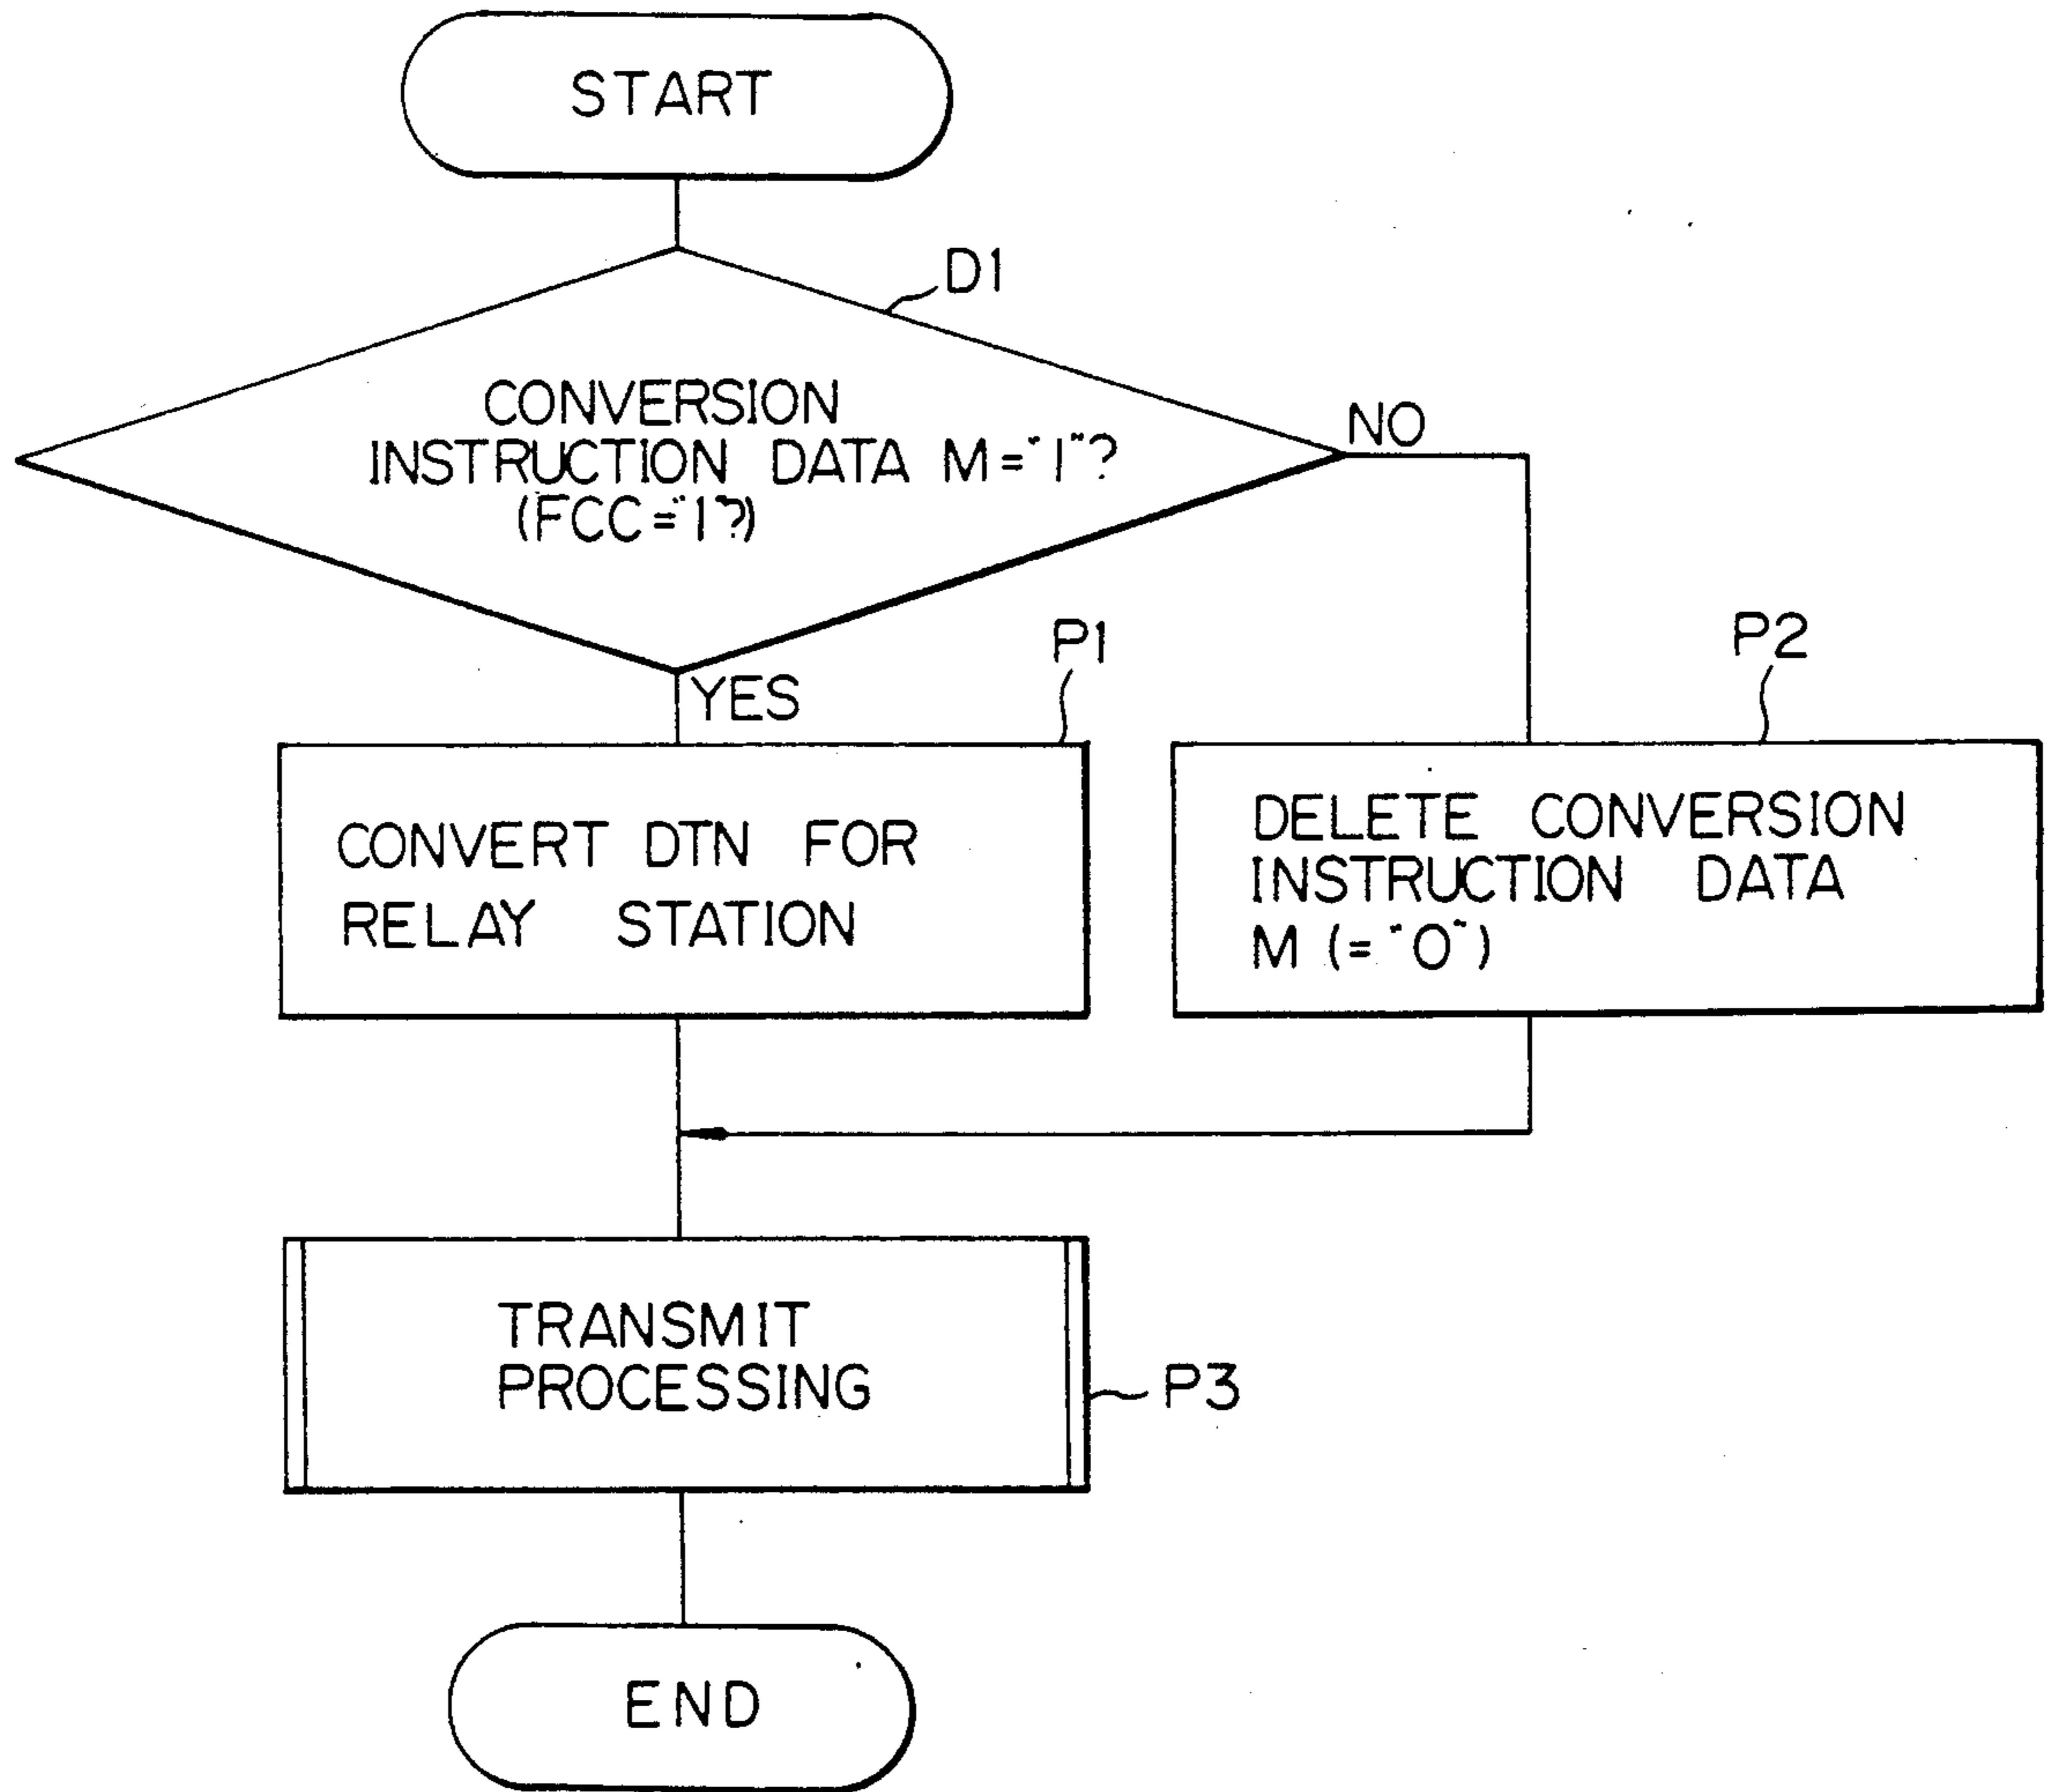 START
D1
CONVERSION
INSTRUCTION DATA M="1"?
(FCC="1?)
NO
YES
P1
P2
CONVERT DTN FOR
RELAY STATION
DELETE CONVERSION
INSTRUCTION DATA
M (="0")
TRANSMIT
PROCESSING
P3
END